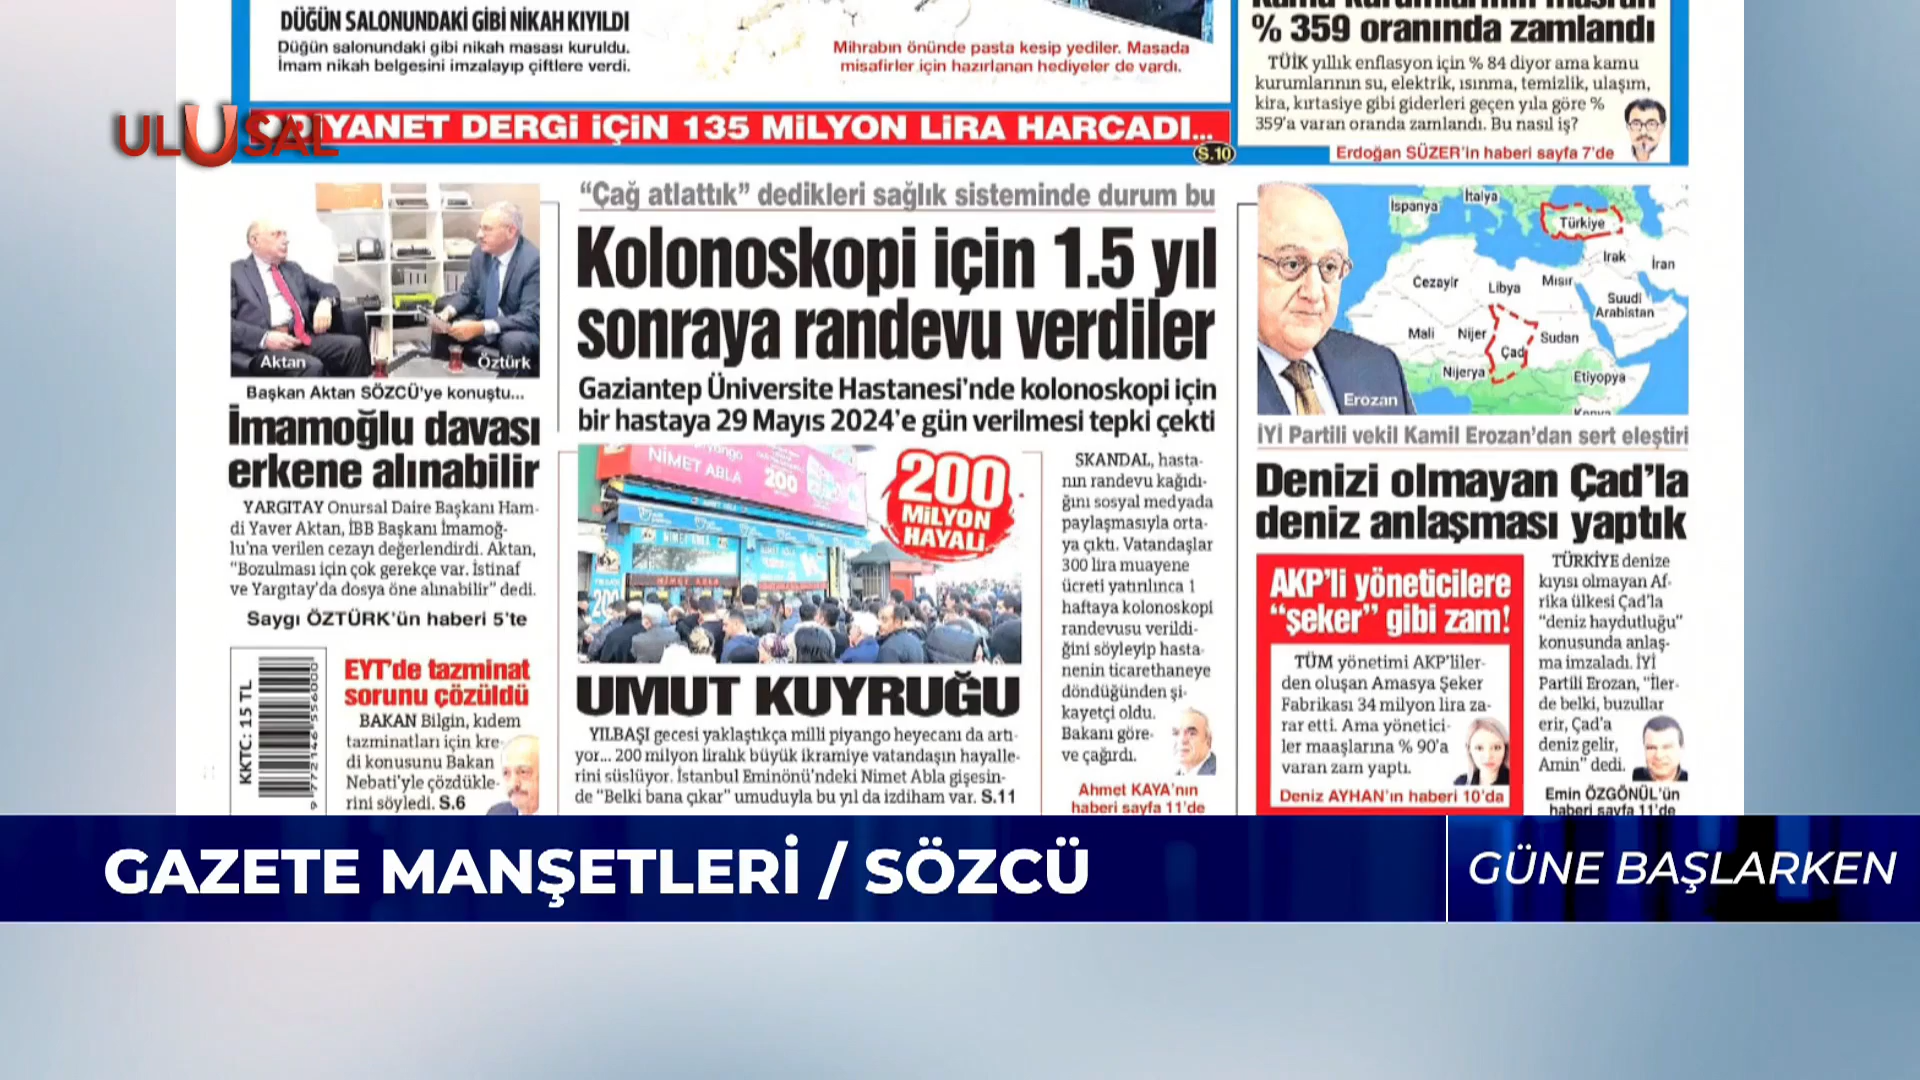 DÜĞÜN SALONUNDAKİ GİBİ NİKAH KIYILDI
Düğün salonundaki gibi nikah masası kuruldu.
İmam nikah belgesini imzalayıp çiftlere verdi.
Mihrabın önünde pasta kesip yediler. Masada
misafirler için hazırlanan hediyeler de vardı.
% 359 oranında zamlandı
TÜİK yıllık enflasyon için % 84 diyor ama kamu
kurumlarının su, elektrik, ısınma, temizlik, ulaşım,
kira, kırtasiye gibi giderleri geçen yıla göre %
359'a varan oranda zamlandı. Bu nasıl iş?
Erdoğan SÜZER'in haberi sayfa 7'de
ULUSAL
DİYANET DERGİ İÇİN 135 MİLYON LİRA HARCADI...
S.10
Aktan
Öztürk
Başkan Aktan SÖZCÜ'ye konuştu...
İmamoğlu davası
erkene alınabilir
YARGITAY Onursal Daire Başkanı Ham-
di Yaver Aktan, İBB Başkanı İmamoğ-
lu'na verilen cezayı değerlendirdi. Aktan,
"Bozulması için çok gerekçe var. İstinaf
ve Yargıtay'da dosya öne alınabilir" dedi.
Saygı ÖZTÜRK'ün haberi 5'te
KKTC: 15 TL
9 772146 556000
EYT'de tazminat
sorunu çözüldü
BAKAN Bilgin, kıdem
tazminatları için kre-
di konusunu Bakan
Nebati'yle çözdükle-
rini söyledi. S.6
"Çağ atlattık" dedikleri sağlık sisteminde durum bu
Kolonoskopi için 1.5 yıl
sonraya randevu verdiler
Gaziantep Üniversite Hastanesi'nde kolonoskopi için
bir hastaya 29 Mayıs 2024'e gün verilmesi tepki çekti
NİMET ABLA
200
200
MİLYON
HAYALİ
NİMET ABLA
UMUT KUYRUĞU
YILBAŞI gecesi yaklaştıkça milli piyango heyecanı da artı-
yor... 200 milyon liralık büyük ikramiye vatandaşın hayalle-
rini süslüyor. İstanbul Eminönü'ndeki Nimet Abla gişesin-
de "Belki bana çıkar" umuduyla bu yıl da izdiham var. S.11
SKANDAL, hasta-
nın randevu kağıdı-
ğını sosyal medyada
paylaşmasıyla orta-
ya çıktı. Vatandaşlar
300 lira muayene
ücreti yatırılınca 1
haftaya kolonoskopi
randevusu verildi-
ğini söyleyip hasta-
nenin ticarethaneye
döndüğünden şi-
kayetçi oldu.
Bakanı göre-
ve çağırdı.
Ahmet KAYA'nın
haberi sayfa 11'de
İspanya
İtalya
Türkiye
Irak
İran
Cezayir
Libya
Mısır
Suudi
Arabistan
Mali
Nijer
Çad
Sudan
Nijerya
Etiyopya
Kenya
Erozan
İYİ Partili vekil Kamil Erozan'dan sert eleştiri
Denizi olmayan Çad'la
deniz anlaşması yaptık
AKP'li yöneticilere
"şeker" gibi zam!
TÜM yönetimi AKP'liler-
den oluşan Amasya Şeker
Fabrikası 34 milyon lira za-
rar etti. Ama yönetici-
ler maaşlarına % 90'a
varan zam yaptı.
Deniz AYHAN'ın haberi 10'da
TÜRKİYE denize
kıyısı olmayan Af-
rika ülkesi Çad'la
"deniz haydutluğu"
konusunda anlaş-
ma imzaladı. İYİ
Partili Erozan, "İler-
de belki, buzullar
erir, Çad'a
deniz gelir,
Amin" dedi.
Emin ÖZGÖNÜL'ün
haberi sayfa 11'de
GAZETE MANŞETLERİ / SÖZCÜ
GÜNE BAŞLARKEN